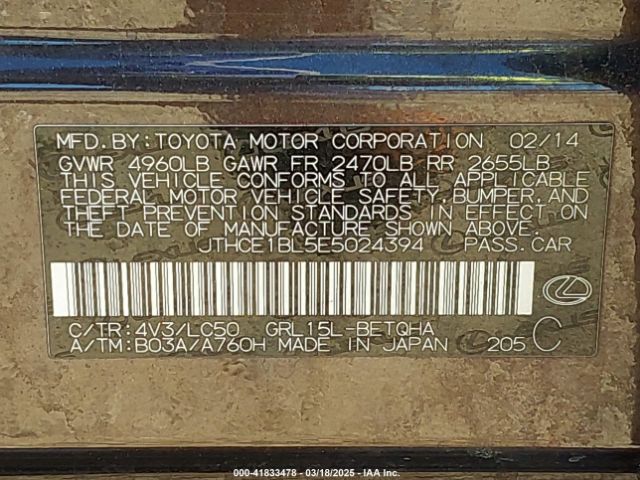 MFD. BY: TOYOTA MOTOR CORPORATION 02/14
GVWR 4960LB GAWR FR 2470LB RR 2655LB
THIS VEHICLE CONFORMS TO ALL APPLICABLE
FEDERAL MOTOR VEHICLE SAFETY, BUMPER, AND
THEFT PREVENTION STANDARDS IN EFFECT ON
THE DATE OF MANUFACTURE SHOWN ABOVE.
JTHCE1BL5E5024394 PASS. CAR
C/TR: 4V3/LC50 GRL15L-BETQHA
A/TM: B03A/A760H MADE IN JAPAN 205 C
000-41833478 - 03/18/2025 - IAA Inc.